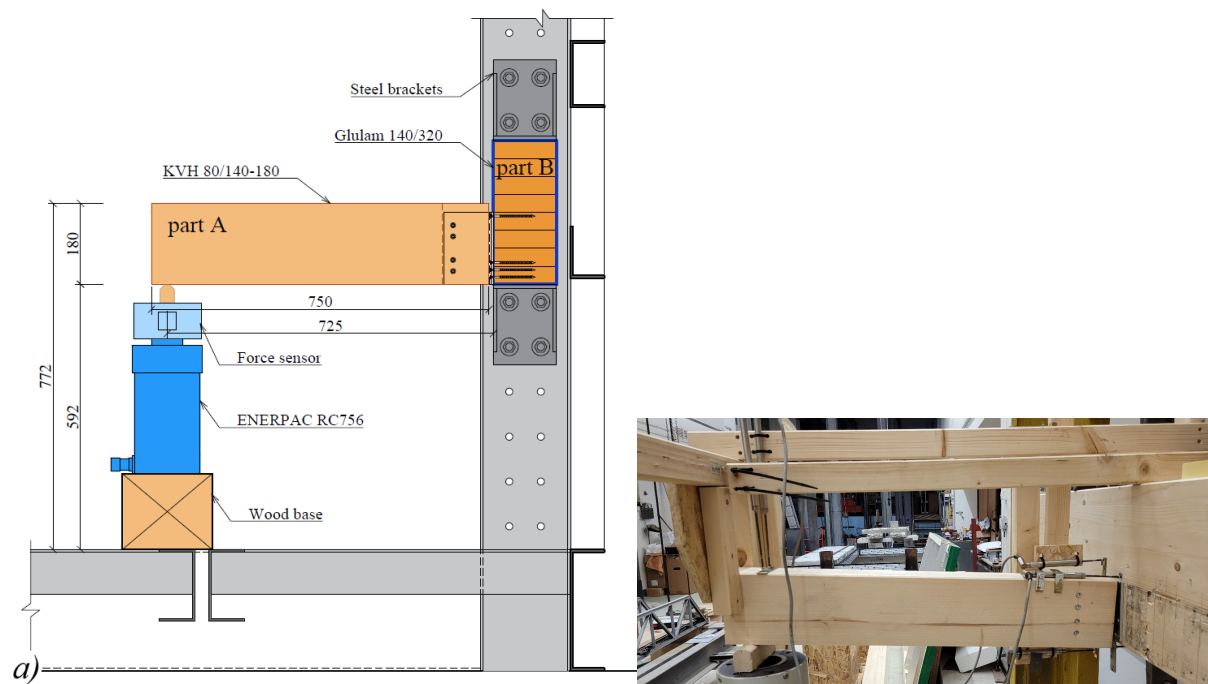 Steel brackets
Glulam 140/320
part B
KVH 80/140-180
part A
180
750
725
772
592
Force sensor
ENERPAC RC756
Wood base
a)